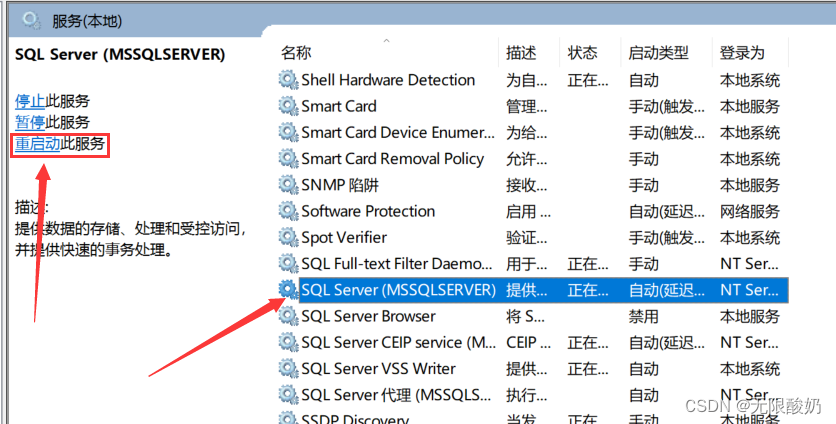 服务(本地)
SQL Server (MSSQLSERVER)
停止此服务
暂停此服务
重启动此服务
描述:
提供数据的存储、处理和受控访问,
并提供快速的事务处理。
名称 描述 状态 启动类型 登录为
Shell Hardware Detection 为自... 正在... 自动 本地系统
Smart Card 管理... 手动(触发... 本地服务
Smart Card Device Enumer... 为给... 手动(触发... 本地系统
Smart Card Removal Policy 允许... 手动 本地系统
SNMP 陷阱 接收... 手动 本地服务
Software Protection 启用 ... 自动(延迟... 网络服务
Spot Verifier 验证... 手动(触发... 本地系统
SQL Full-text Filter Daemo... 用于... 正在... 手动 NT Ser...
SQL Server (MSSQLSERVER) 提供... 正在... 自动(延迟... NT Ser...
SQL Server Browser 将 S... 禁用 本地服务
SQL Server CEIP service (M... CEIP ... 正在... 自动(延迟... NT Ser...
SQL Server VSS Writer 提供... 正在... 自动 本地系统
SQL Server 代理 (MSSQLS... 执行... 自动 NT Ser...
SSDP Discovery 当发... 正在... 手动 本地服务
CSDN @无限酸奶